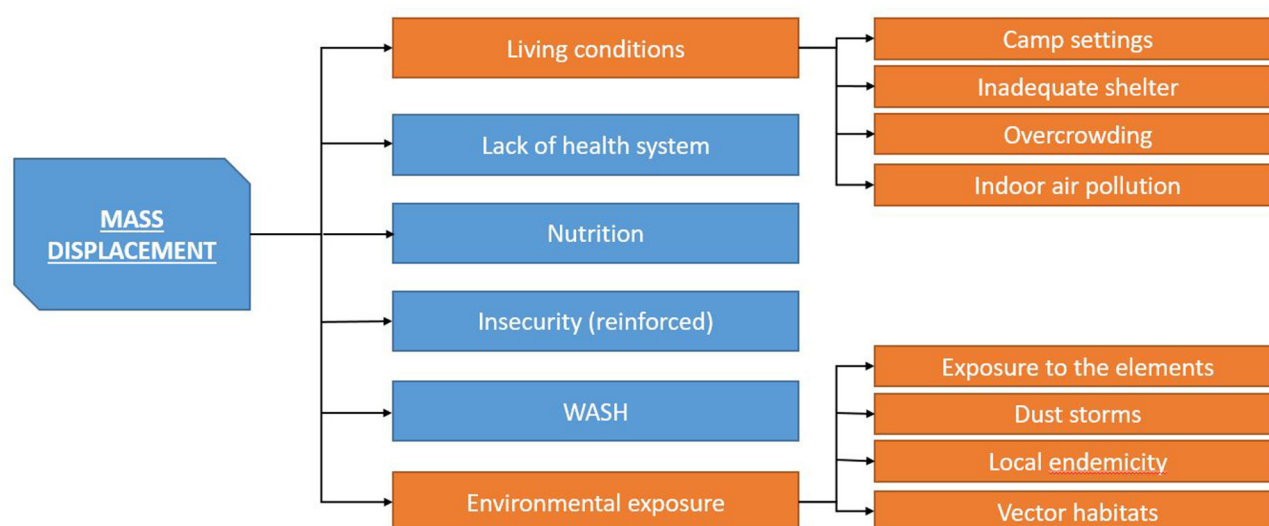 MASS
DISPLACEMENT
Living conditions
Lack of health system
Nutrition
Insecurity (reinforced)
WASH
Environmental exposure
Camp settings
Inadequate shelter
Overcrowding
Indoor air pollution
Exposure to the elements
Dust storms
Local endemicity
Vector habitats